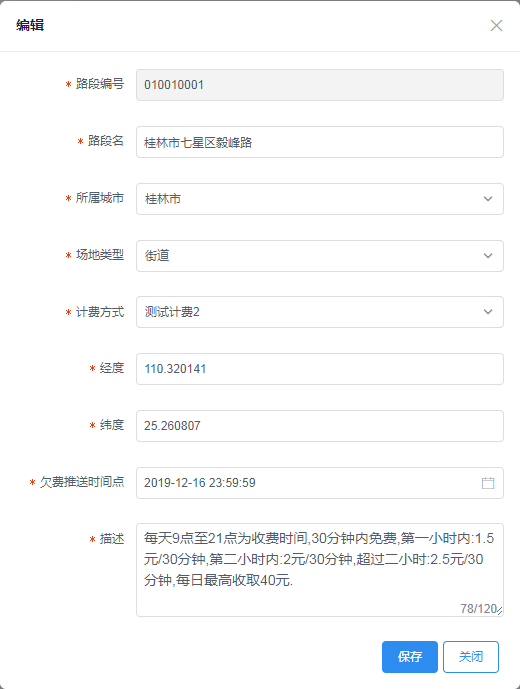 编辑
* 路段编号 010010001
* 路段名 桂林市七星区毅峰路
* 所属城市 桂林市
* 场地类型 街道
* 计费方式 测试计费2
* 经度 110.320141
* 纬度 25.260807
* 欠费推送时间点 2019-12-16 23:59:59
* 描述 每天9点至21点为收费时间,30分钟内免费,第一小时内:1.5
元/30分钟,第二小时内:2元/30分钟,超过二小时:2.5元/30
分钟,每日最高收取40元.
78/120
保存 关闭